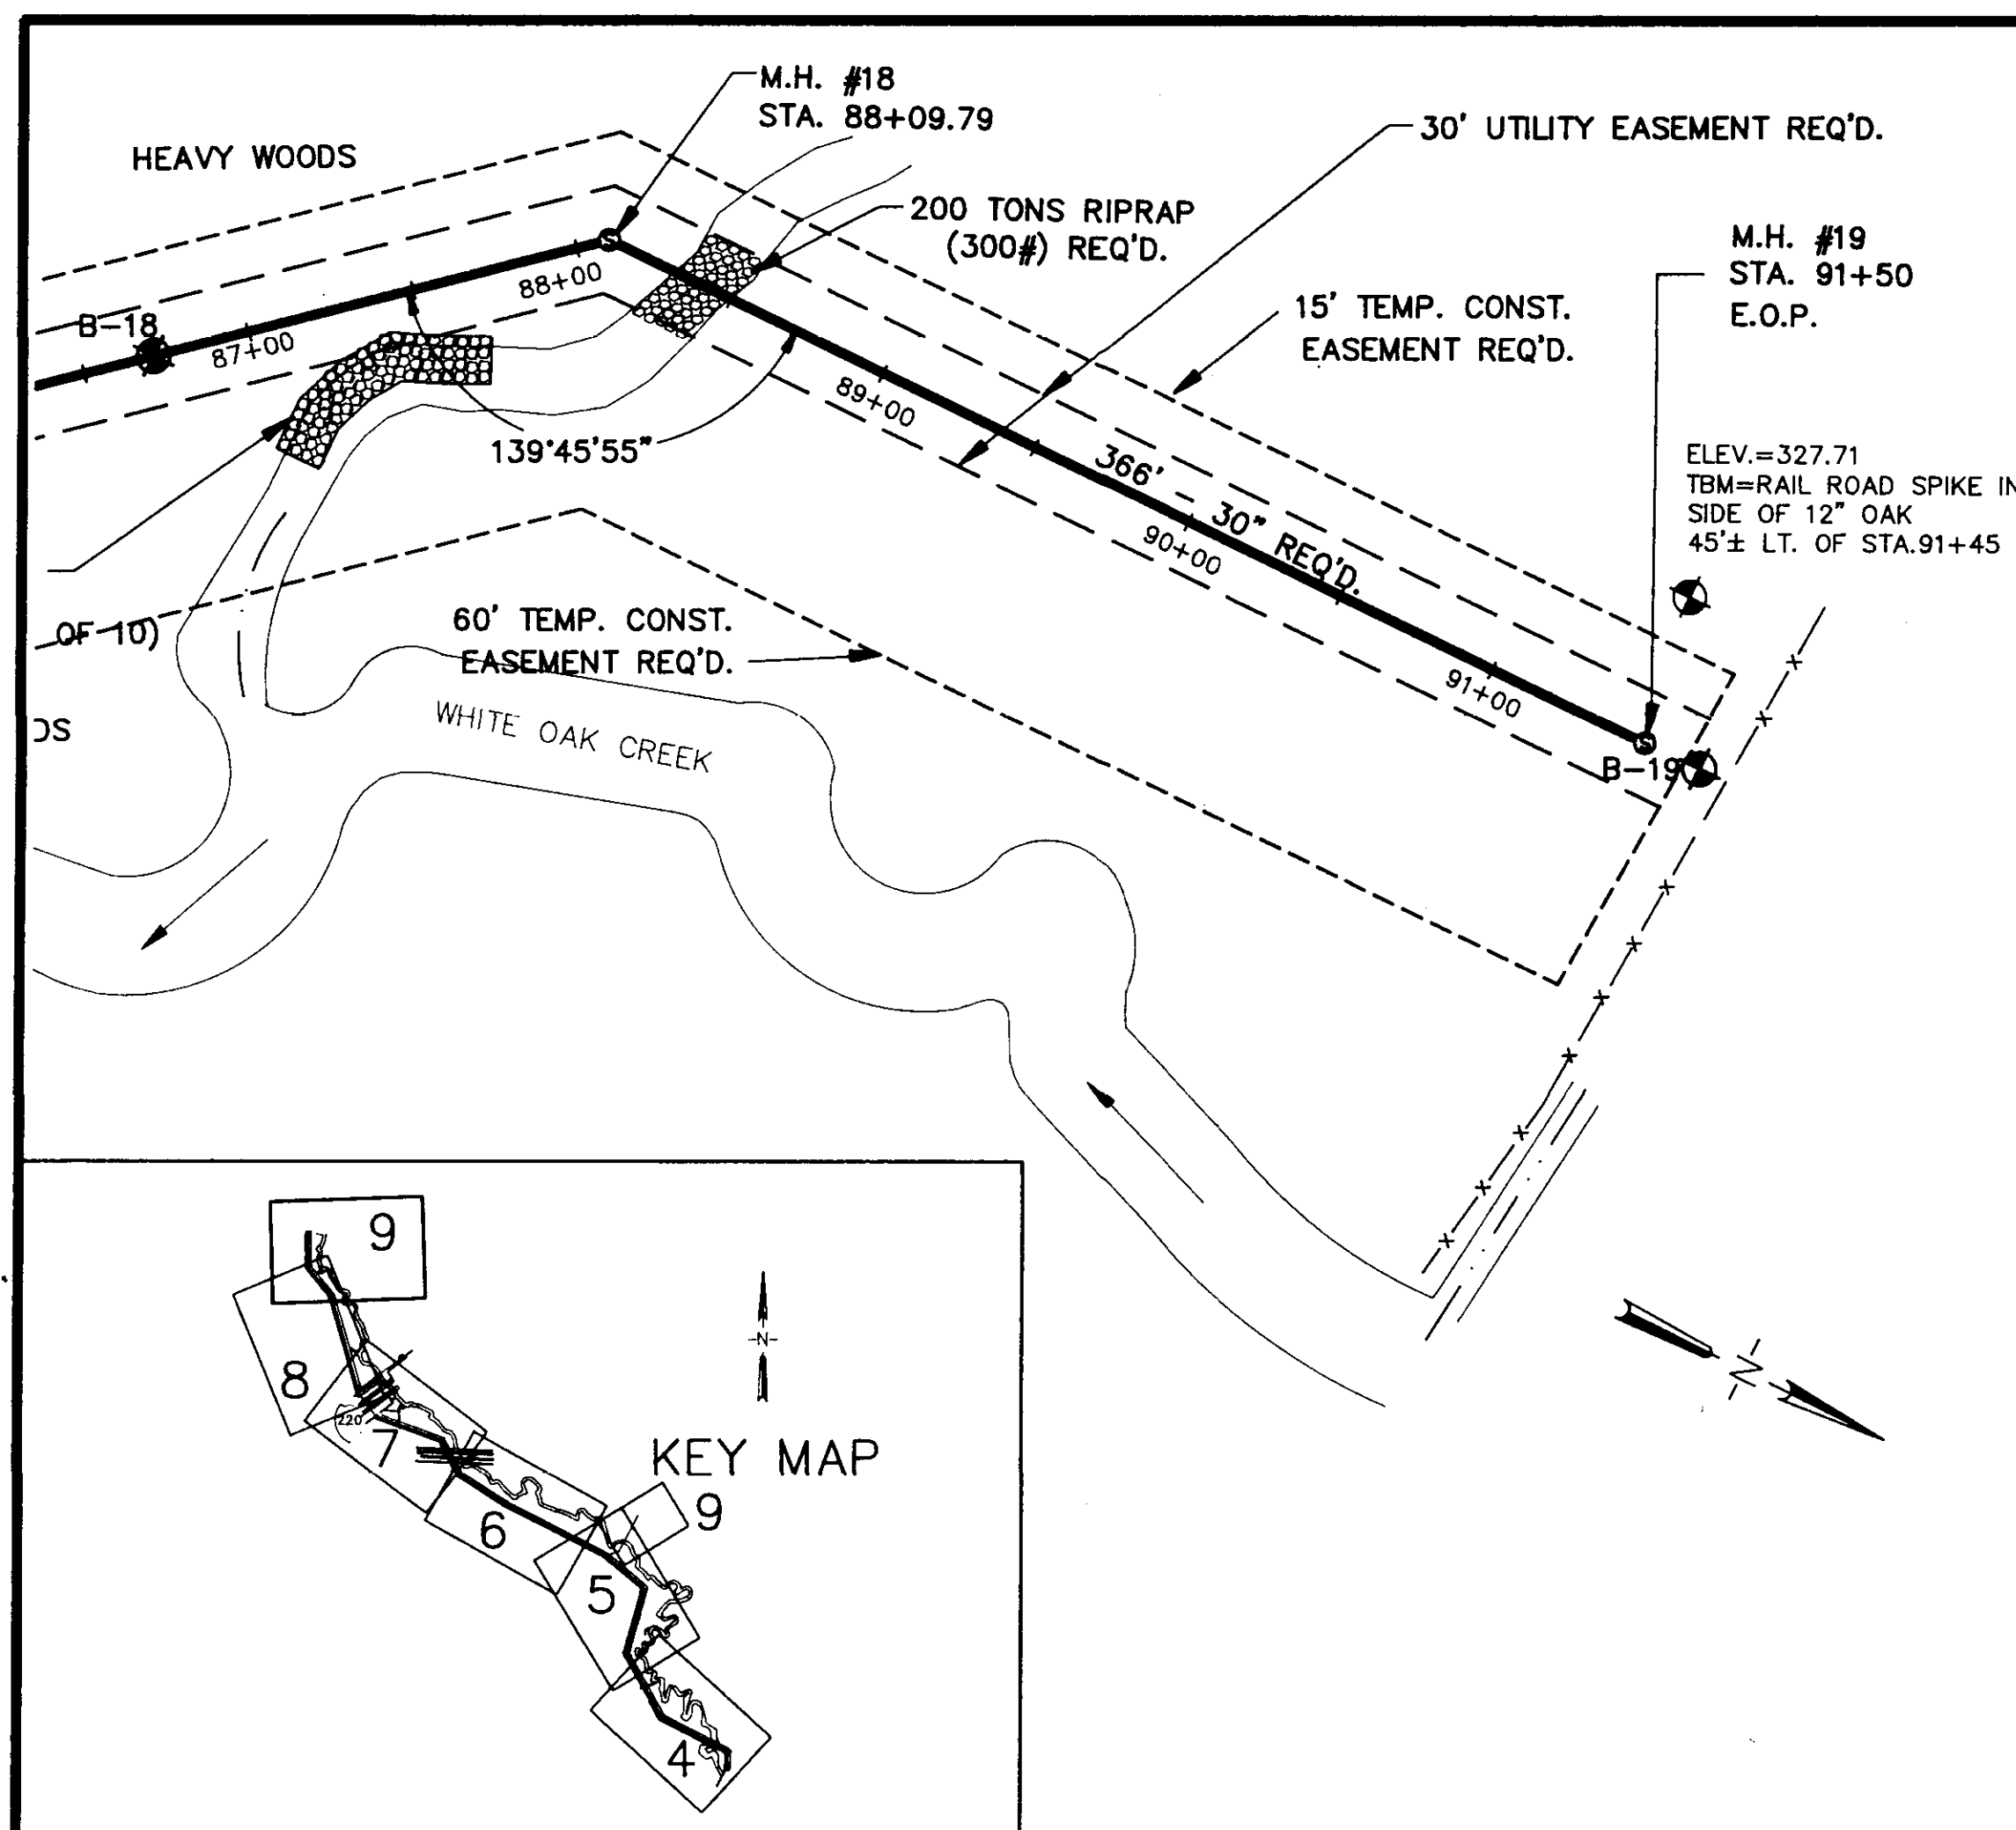 M.H. #18
STA. 88+09.79
HEAVY WOODS
30' UTILITY EASEMENT REQ'D.
200 TONS RIPRAP
(300#) REQ'D.
M.H. #19
STA. 91+50
E.O.P.
15' TEMP. CONST.
EASEMENT REQ'D.
B-18
87+00
88+00
89+00
139°45'55"
366' - 30" REQ'D.
90+00
ELEV.=327.71
TBM=RAIL ROAD SPIKE IN
SIDE OF 12" OAK
45'± LT. OF STA.91+45
OF 10)
60' TEMP. CONST.
EASEMENT REQ'D.
91+00
DS
WHITE OAK CREEK
B-19
9
-N-
8
220
7
KEY MAP
6
9
5
4
-N-